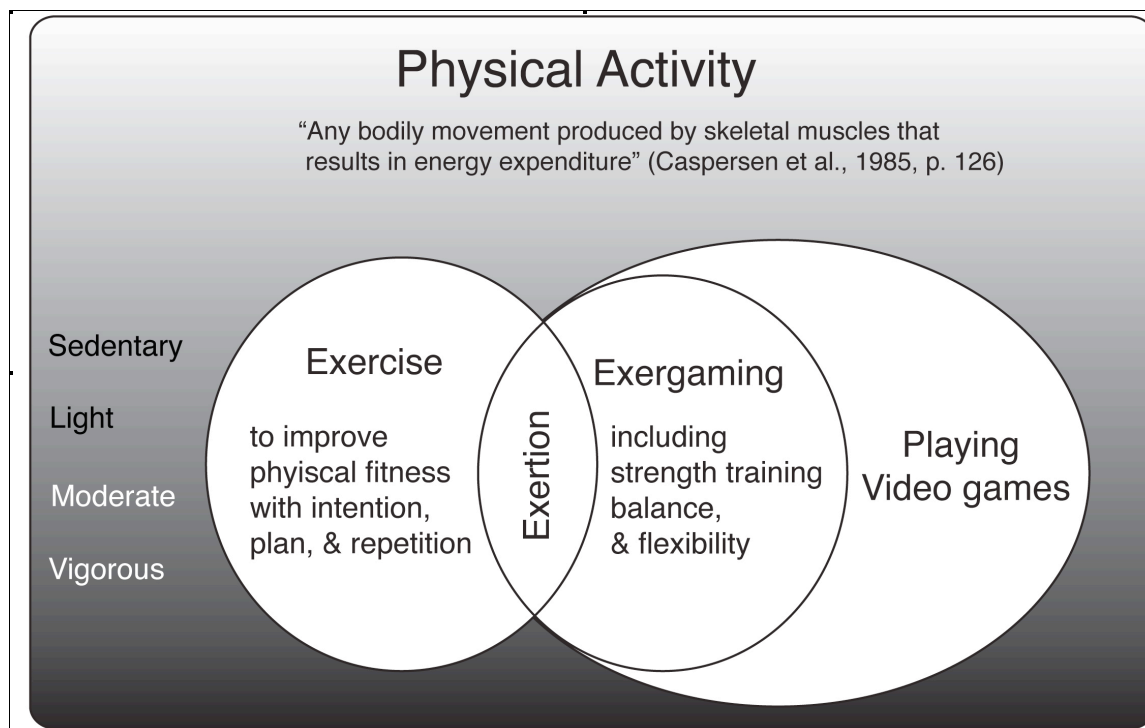 Physical Activity
“Any bodily movement produced by skeletal muscles that
results in energy expenditure” (Caspersen et al., 1985, p. 126)
Sedentary
Light
Moderate
Vigorous
Exercise
to improve
phyiscal fitness
with intention,
plan, & repetition
Exertion
Exergaming
including
strength training
balance,
& flexibility
Playing
Video games